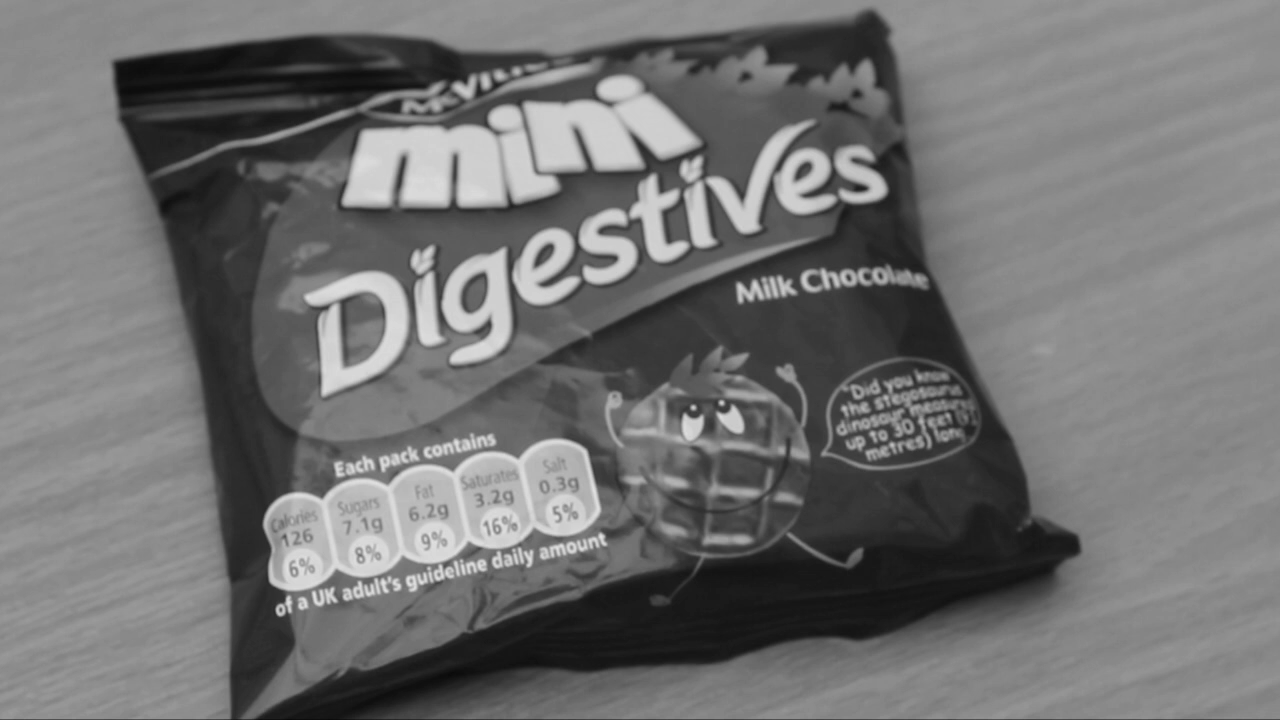 McVitie's
mini
Digestives
Milk Chocolate
"Did you know
the stegosaurus
dinosaur measured
up to 30 feet (9
metres) long
Each pack contains
Calories Sugars Fat Saturates Salt
126 7.1g 6.2g 3.2g 0.3g
6% 8% 9% 16% 5%
of a UK adult's guideline daily amount